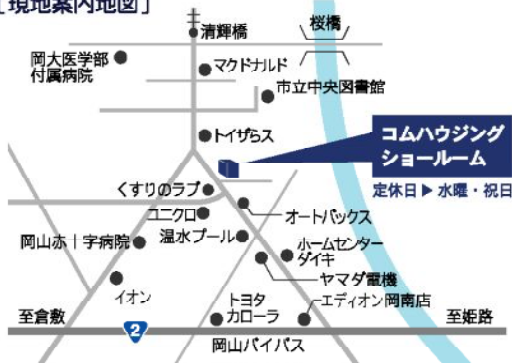 [現地案内地図]
清輝橋
桜橋
岡大医学部
付属病院
マクドナルド
市立中央図書館
トイザらス
コムハウジング
ショールーム
定休日▶水曜・祝日
くすりのラブ
ユニクロ
オートバックス
岡山赤十字病院
温水プール
ホームセンター
ダイキ
ヤマダ電機
イオン
トヨタ
カローラ
エディオン岡南店
至倉敷
2
至姫路
岡山バイパス